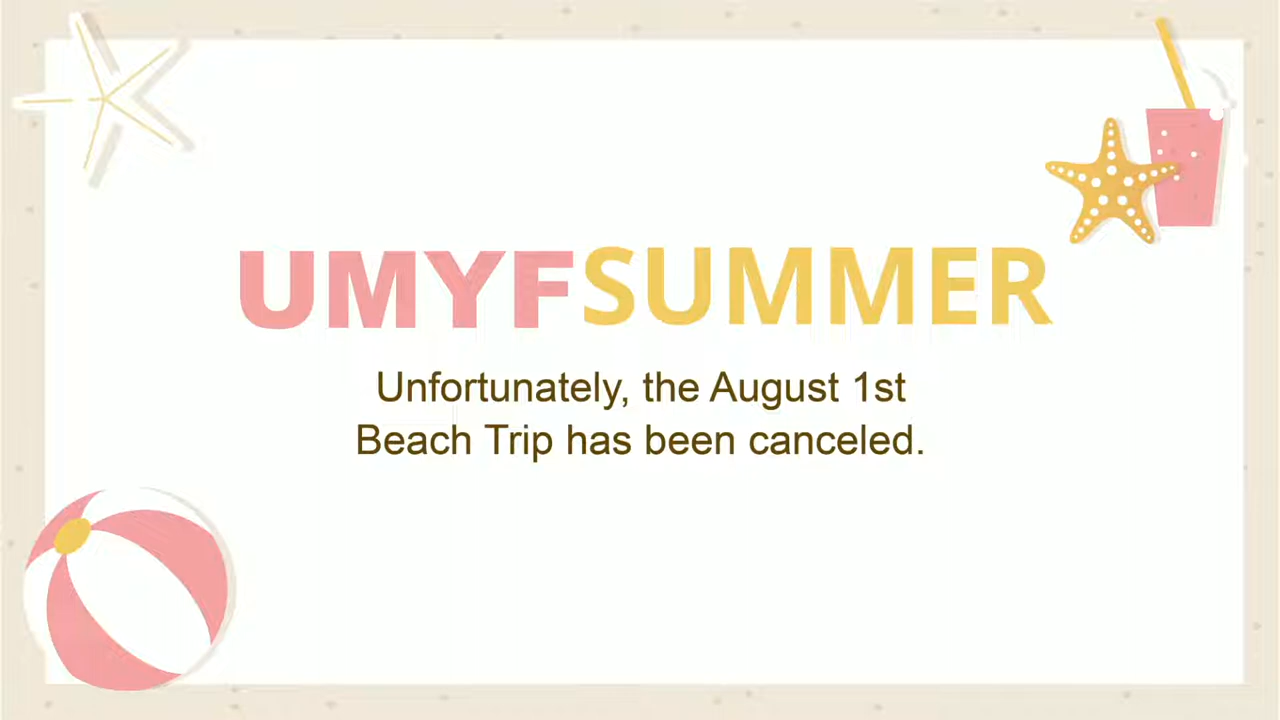 UMYFSUMMER
Unfortunately, the August 1st
Beach Trip has been canceled.